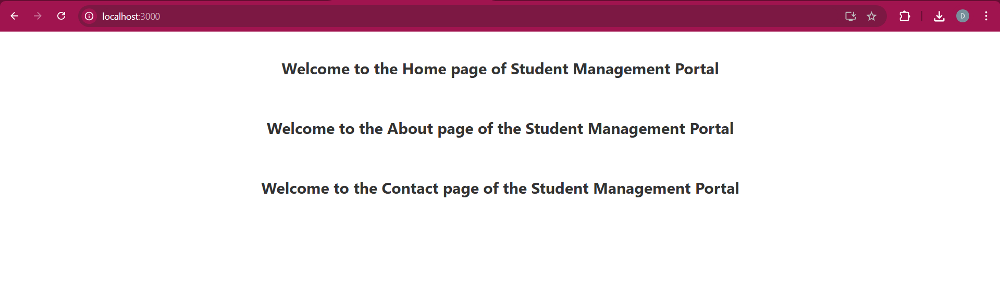 localhost:3000
D
Welcome to the Home page of Student Management Portal
Welcome to the About page of the Student Management Portal
Welcome to the Contact page of the Student Management Portal